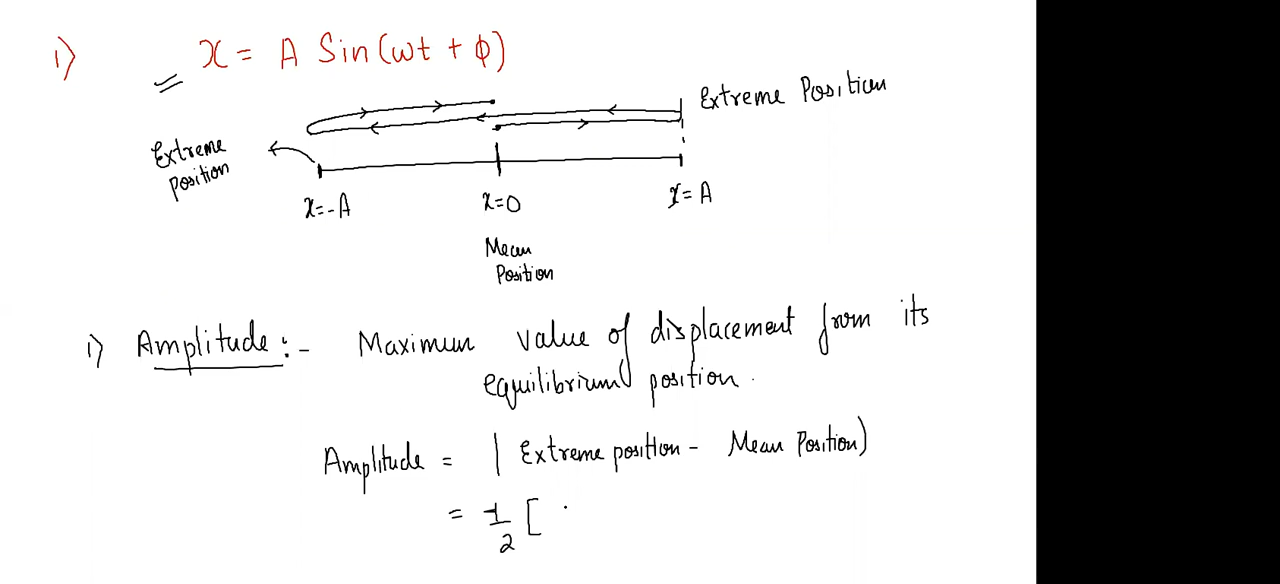 1) x = A Sin(ωt + ϕ)
Extreme Position
Extreme
position
x=-A x=0 x=A
Mean
Position
1) Amplitude :- Maximum value of displacement from its
equilibrium position.
Amplitude = | Extreme position - Mean Position)
= 1/2 [